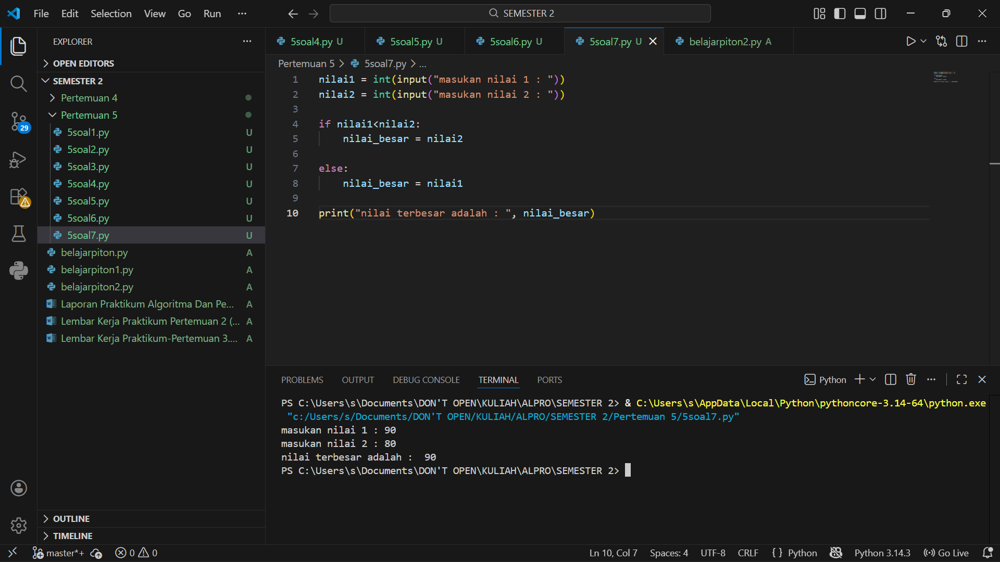 File Edit Selection View Go Run ···
SEMESTER 2
EXPLORER
OPEN EDITORS
SEMESTER 2
Pertemuan 4
Pertemuan 5
5soal1.py U
5soal2.py U
5soal3.py U
5soal4.py U
5soal5.py U
5soal6.py U
5soal7.py U
belajarpiton.py A
belajarpiton1.py A
belajarpiton2.py A
Laporan Praktikum Algoritma Dan Pe... A
Lembar Kerja Praktikum Pertemuan 2 (... A
Lembar Kerja Praktikum-Pertemuan 3.... A
OUTLINE
TIMELINE
29
5soal4.py U 5soal5.py U 5soal6.py U 5soal7.py U belajarpiton2.py A
Pertemuan 5 > 5soal7.py > ...
1 nilai1 = int(input("masukan nilai 1 : "))
2 nilai2 = int(input("masukan nilai 2 : "))
3
4 if nilai1<nilai2:
5     nilai_besar = nilai2
6
7 else:
8     nilai_besar = nilai1
9
10 print("nilai terbesar adalah : ", nilai_besar)
PROBLEMS OUTPUT DEBUG CONSOLE TERMINAL PORTS
Python
PS C:\Users\s\Documents\DON'T OPEN\KULIAH\ALPRO\SEMESTER 2> & C:\Users\s\AppData\Local\Python\pythoncore-3.14-64\python.exe
"c:/Users/s/Documents/DON'T OPEN/KULIAH/ALPRO/SEMESTER 2/Pertemuan 5/5soal7.py"
masukan nilai 1 : 90
masukan nilai 2 : 80
nilai terbesar adalah :  90
PS C:\Users\s\Documents\DON'T OPEN\KULIAH\ALPRO\SEMESTER 2>
master*+ 0 0 Ln 10, Col 7 Spaces: 4 UTF-8 CRLF { } Python Python 3.14.3 Go Live